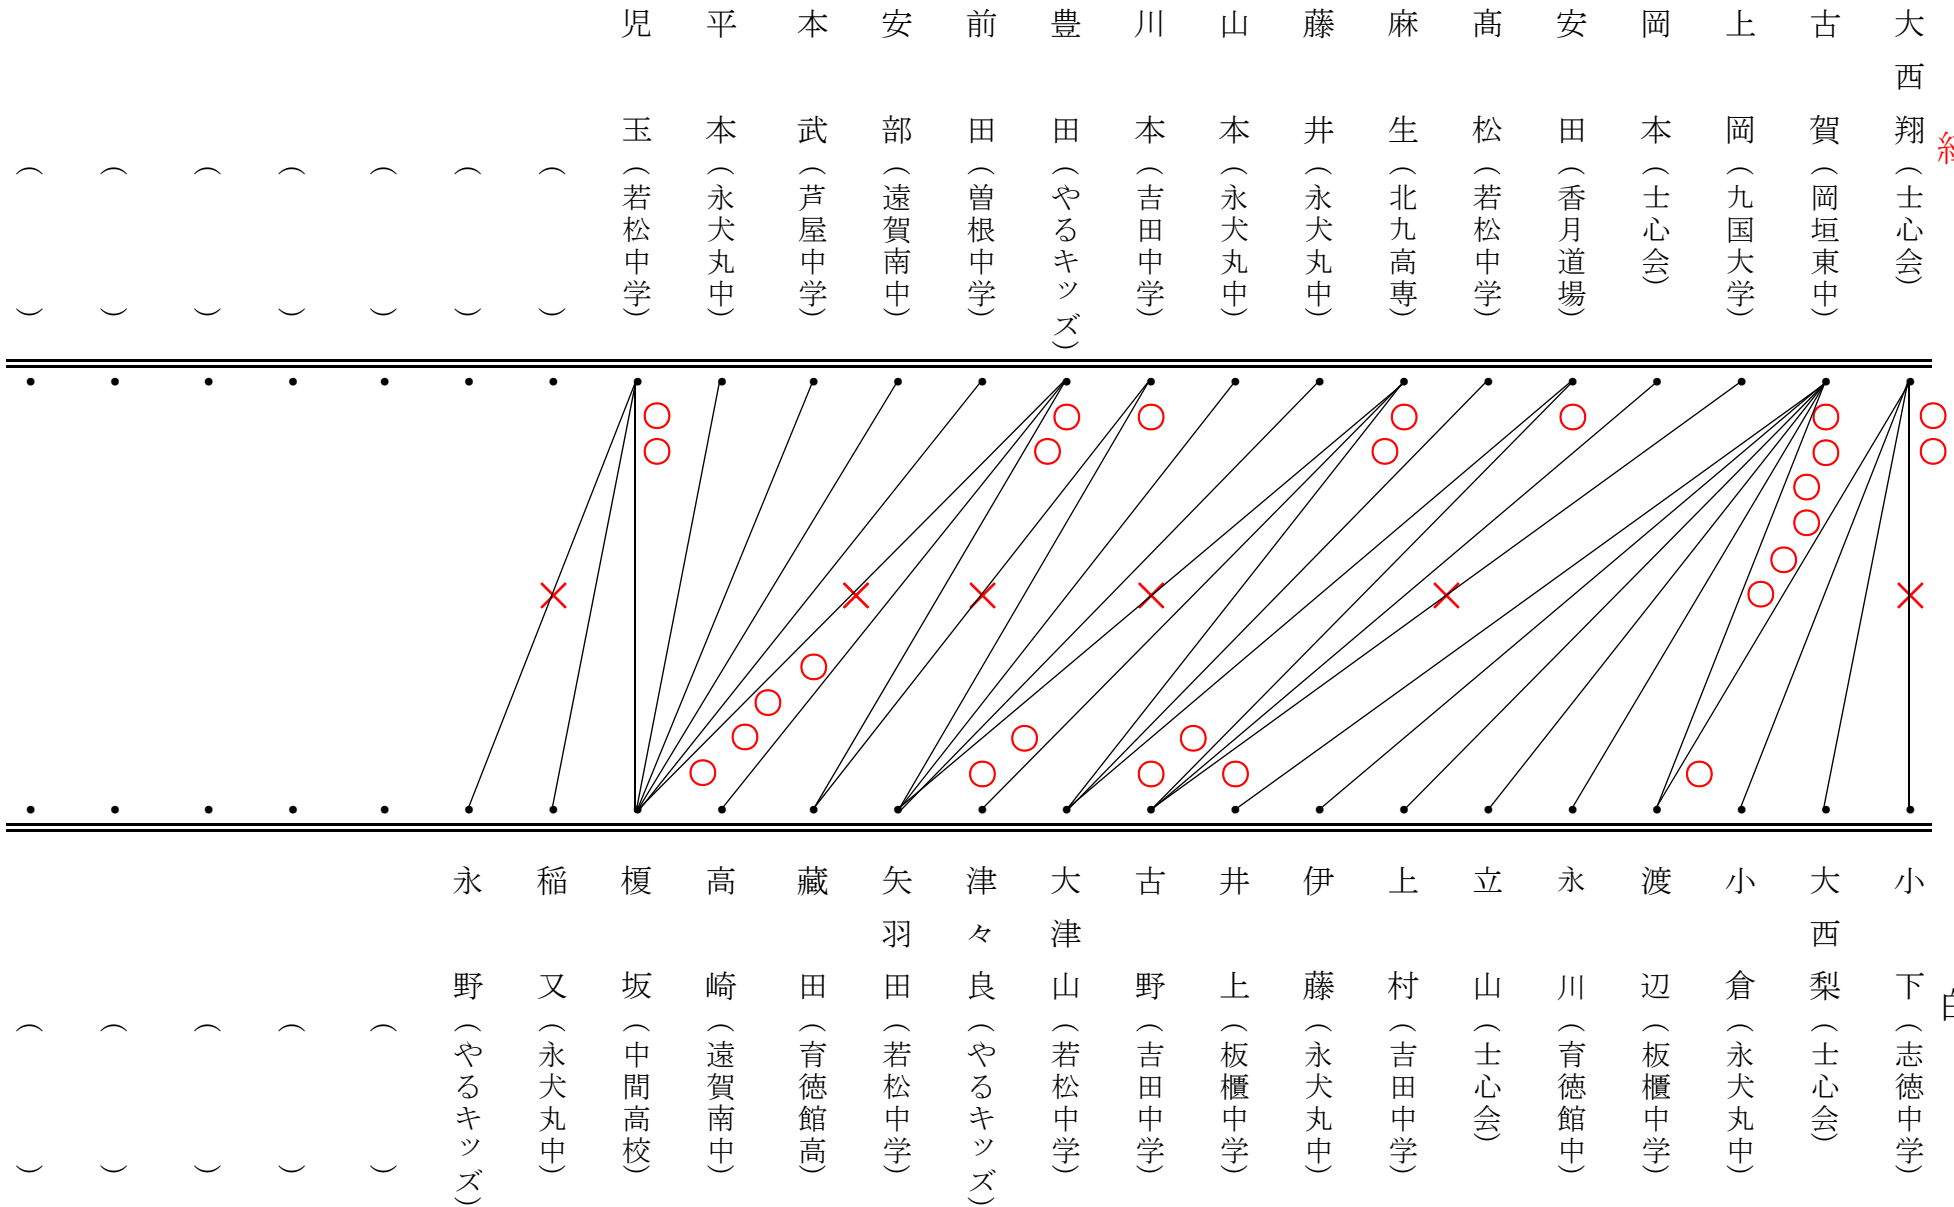 大西翔(士心会)
古賀(岡垣東中)
上岡(九国大学)
岡本(士心会)
安田(香月道場)
髙松(若松中学)
麻生(北九高専)
藤井(永犬丸中)
山本(永犬丸中)
川本(吉田中学)
豊田(やるキッズ)
前田(曽根中学)
安部(遠賀南中)
本武(芦屋中学)
平本(永犬丸中)
児玉(若松中学)
( )
( )
( )
( )
( )
( )
( )
小下(志徳中学)
大西梨(士心会)
小倉(永犬丸中)
渡辺(板櫃中学)
永川(育徳館中)
立山(士心会)
上村(吉田中学)
伊藤(永犬丸中)
井上(板櫃中学)
古野(吉田中学)
大津山(若松中学)
津々良(やるキッズ)
矢羽田(若松中学)
藏田(育徳館高)
高崎(遠賀南中)
榎坂(中間高校)
稲又(永犬丸中)
永野(やるキッズ)
( )
( )
( )
( )
( )